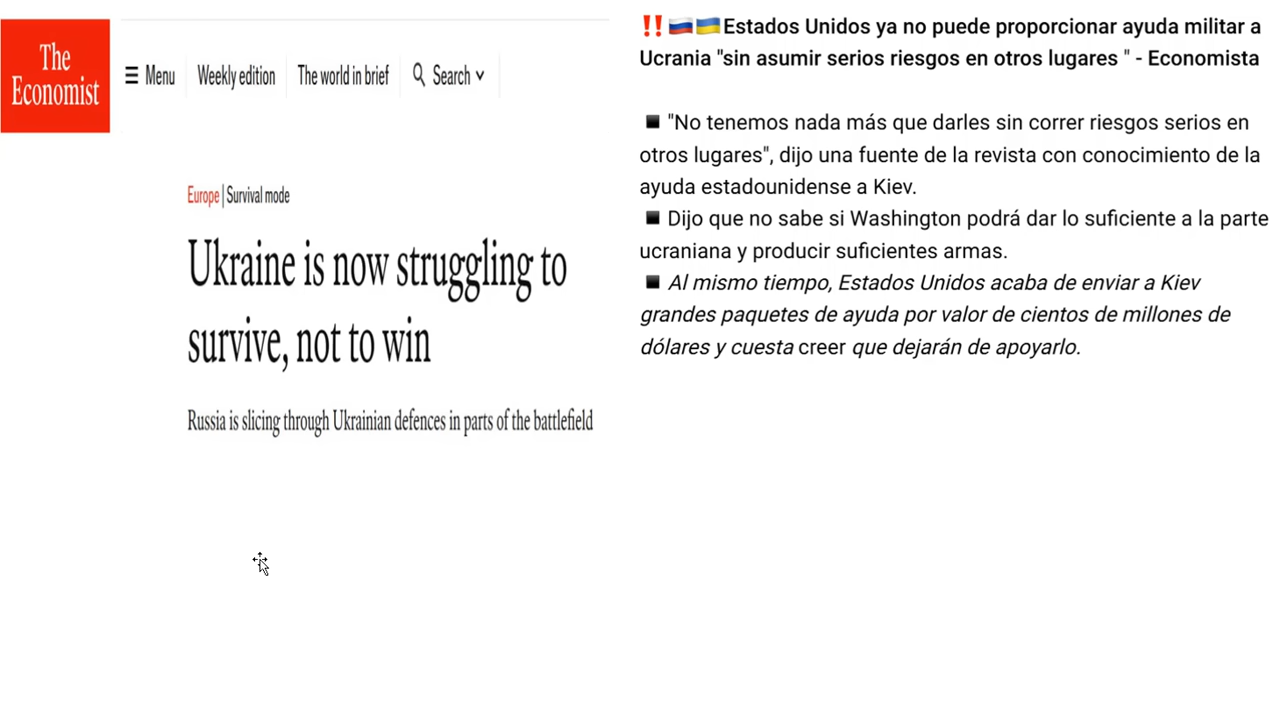 The
Economist
Menu
Weekly edition
The world in brief
Search
Europe | Survival mode
Ukraine is now struggling to
survive, not to win
Russia is slicing through Ukrainian defences in parts of the battlefield
‼️🇷🇺🇺🇦Estados Unidos ya no puede proporcionar ayuda militar a
Ucrania "sin asumir serios riesgos en otros lugares " - Economista
◾ "No tenemos nada más que darles sin correr riesgos serios en
otros lugares", dijo una fuente de la revista con conocimiento de la
ayuda estadounidense a Kiev.
◾ Dijo que no sabe si Washington podrá dar lo suficiente a la parte
ucraniana y producir suficientes armas.
◾ Al mismo tiempo, Estados Unidos acaba de enviar a Kiev
grandes paquetes de ayuda por valor de cientos de millones de
dólares y cuesta creer que dejarán de apoyarlo.